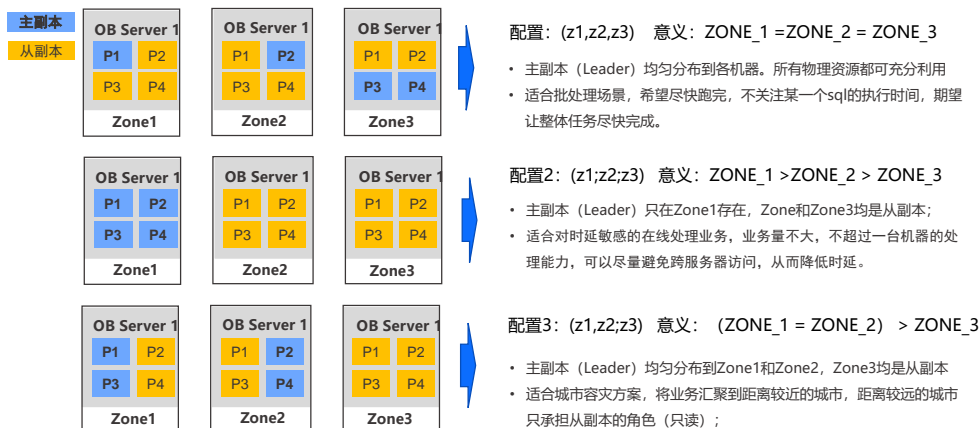 主副本
从副本
OB Server 1
P1 P2
P3 P4
Zone1
OB Server 1
P1 P2
P3 P4
Zone2
OB Server 1
P1 P2
P3 P4
Zone3
配置：(z1,z2,z3) 意义：ZONE_1 =ZONE_2 = ZONE_3
• 主副本（Leader）均匀分布到各机器。所有物理资源都可充分利用
• 适合批处理场景，希望尽快跑完，不关注某一个sql的执行时间，期望
让整体任务尽快完成。
OB Server 1
P1 P2
P3 P4
Zone1
OB Server 1
P1 P2
P3 P4
Zone2
OB Server 1
P1 P2
P3 P4
Zone3
配置2：(z1;z2;z3) 意义：ZONE_1 >ZONE_2 > ZONE_3
• 主副本（Leader）只在Zone1存在，Zone和Zone3均是从副本；
• 适合对时延敏感的在线处理业务，业务量不大，不超过一台机器的处
理能力，可以尽量避免跨服务器访问，从而降低时延。
OB Server 1
P1 P2
P3 P4
Zone1
OB Server 1
P1 P2
P3 P4
Zone2
OB Server 1
P1 P2
P3 P4
Zone3
配置3：(z1,z2;z3) 意义：（ZONE_1 = ZONE_2）> ZONE_3
• 主副本（Leader）均匀分布到Zone1和Zone2，Zone3均是从副本
• 适合城市容灾方案，将业务汇聚到距离较近的城市，距离较远的城市
只承担从副本的角色（只读）；